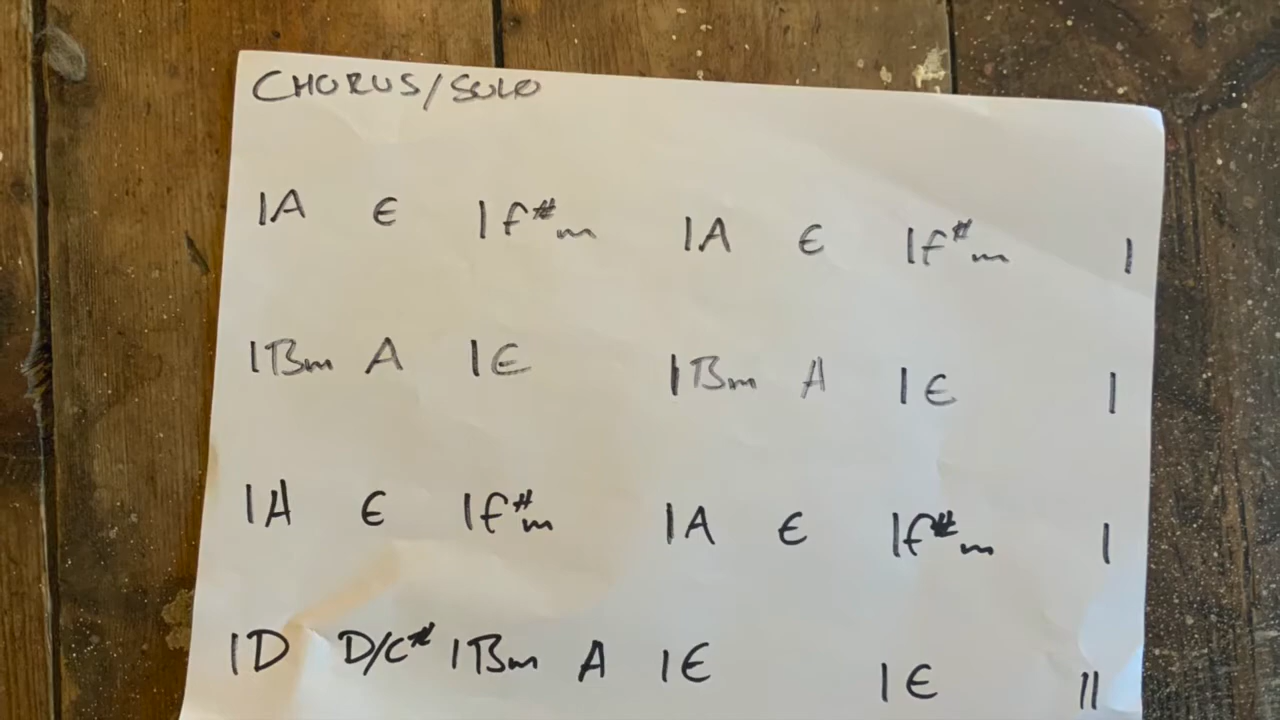 CHORUS/SOLO
|A E |F#m |A E |F#m |
|Bm A |E |Bm A |E |
|A E |F#m |A E |F#m |
|D D/C# |Bm A |E |E ||